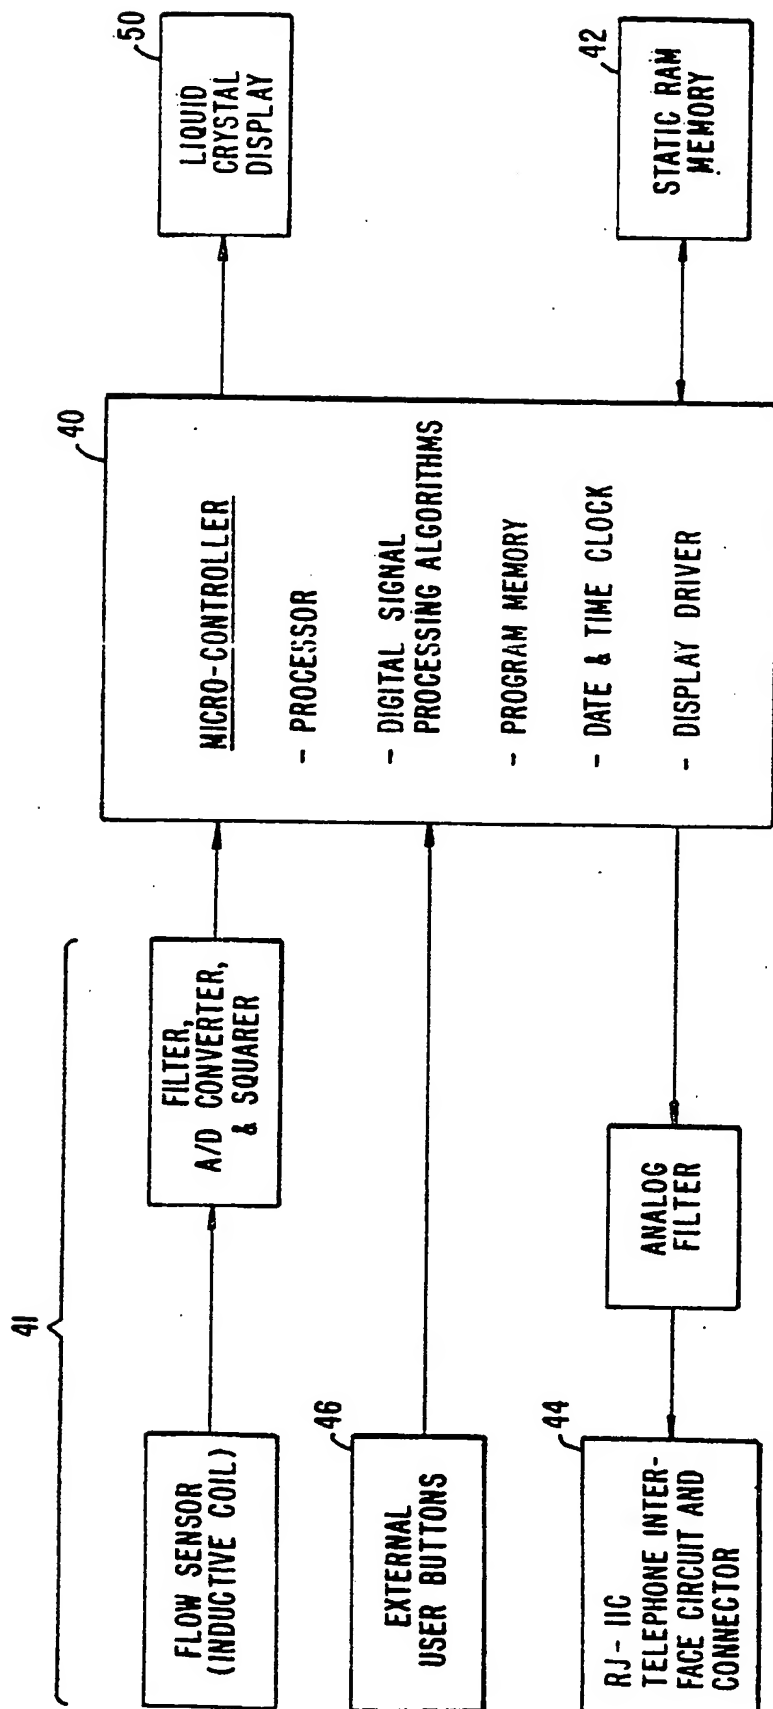 41
FLOW SENSOR
(INDUCTIVE COIL)
FILTER,
A/D CONVERTER,
& SQUARER
46
EXTERNAL
USER BUTTONS
44
RJ-11C
TELEPHONE INTER-
FACE CIRCUIT AND
CONNECTOR
ANALOG
FILTER
40
MICRO-CONTROLLER
- PROCESSOR
- DIGITAL SIGNAL
PROCESSING ALGORITHMS
- PROGRAM MEMORY
- DATE & TIME CLOCK
- DISPLAY DRIVER
50
LIQUID
CRYSTAL
DISPLAY
42
STATIC RAM
MEMORY